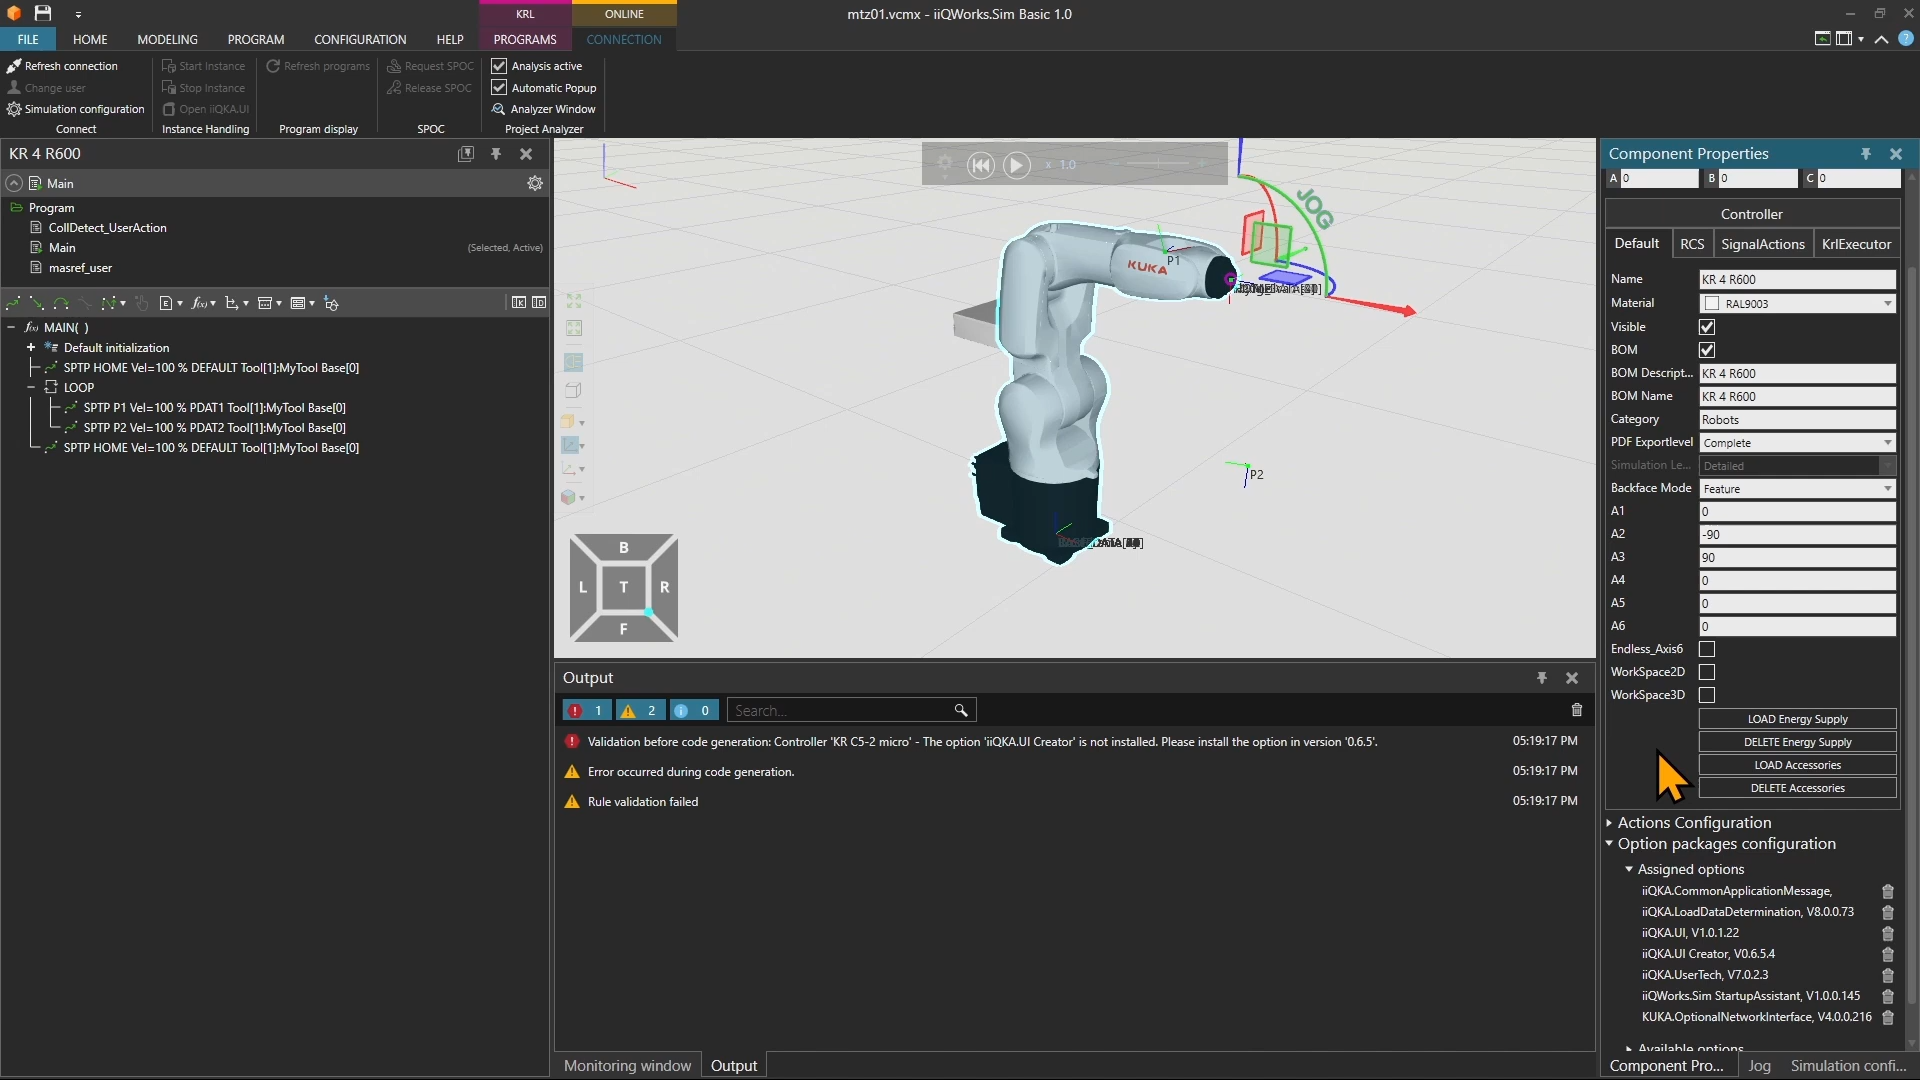 KRL
ONLINE
mtz01.vcmx - iiQWorks.Sim Basic 1.0
FILE
HOME
MODELING
PROGRAM
CONFIGURATION
HELP
PROGRAMS
CONNECTION
Refresh connection
Change user
Simulation configuration
Connect
Start Instance
Stop Instance
Open iiQKA.UI
Instance Handling
Refresh programs
Program display
Request SPOC
Release SPOC
SPOC
Analysis active
Automatic Popup
Analyzer Window
Project Analyzer
KR 4 R600
Main
Program
CollDetect_UserAction
Main (Selected, Active)
masref_user
MAIN( )
Default initialization
SPTP HOME Vel=100 % DEFAULT Tool[1]:MyTool Base[0]
LOOP
SPTP P1 Vel=100 % PDAT1 Tool[1]:MyTool Base[0]
SPTP P2 Vel=100 % PDAT2 Tool[1]:MyTool Base[0]
SPTP HOME Vel=100 % DEFAULT Tool[1]:MyTool Base[0]
x 1.0
JOG
P1
KUKA
P2
B
L T R
F
Output
1 2 0 Search...
Validation before code generation: Controller 'KR C5-2 micro' - The option 'iiQKA.UI Creator' is not installed. Please install the option in version '0.6.5'. 05:19:17 PM
Error occurred during code generation. 05:19:17 PM
Rule validation failed 05:19:17 PM
Monitoring window
Output
Component Properties
A 0 B 0 C 0
Controller
Default RCS SignalActions KrlExecutor
Name KR 4 R600
Material RAL9003
Visible
BOM
BOM Descript... KR 4 R600
BOM Name KR 4 R600
Category Robots
PDF Exportlevel Complete
Simulation Le... Detailed
Backface Mode Feature
A1 0
A2 -90
A3 90
A4 0
A5 0
A6 0
Endless_Axis6
WorkSpace2D
WorkSpace3D
LOAD Energy Supply
DELETE Energy Supply
LOAD Accessories
DELETE Accessories
Actions Configuration
Option packages configuration
Assigned options
iiQKA.CommonApplicationMessage,
iiQKA.LoadDataDetermination, V8.0.0.73
iiQKA.UI, V1.0.1.22
iiQKA.UI Creator, V0.6.5.4
iiQKA.UserTech, V7.0.2.3
iiQWorks.Sim StartupAssistant, V1.0.0.145
KUKA.OptionalNetworkInterface, V4.0.0.216
Available options
Component Pro... Jog Simulation confi...